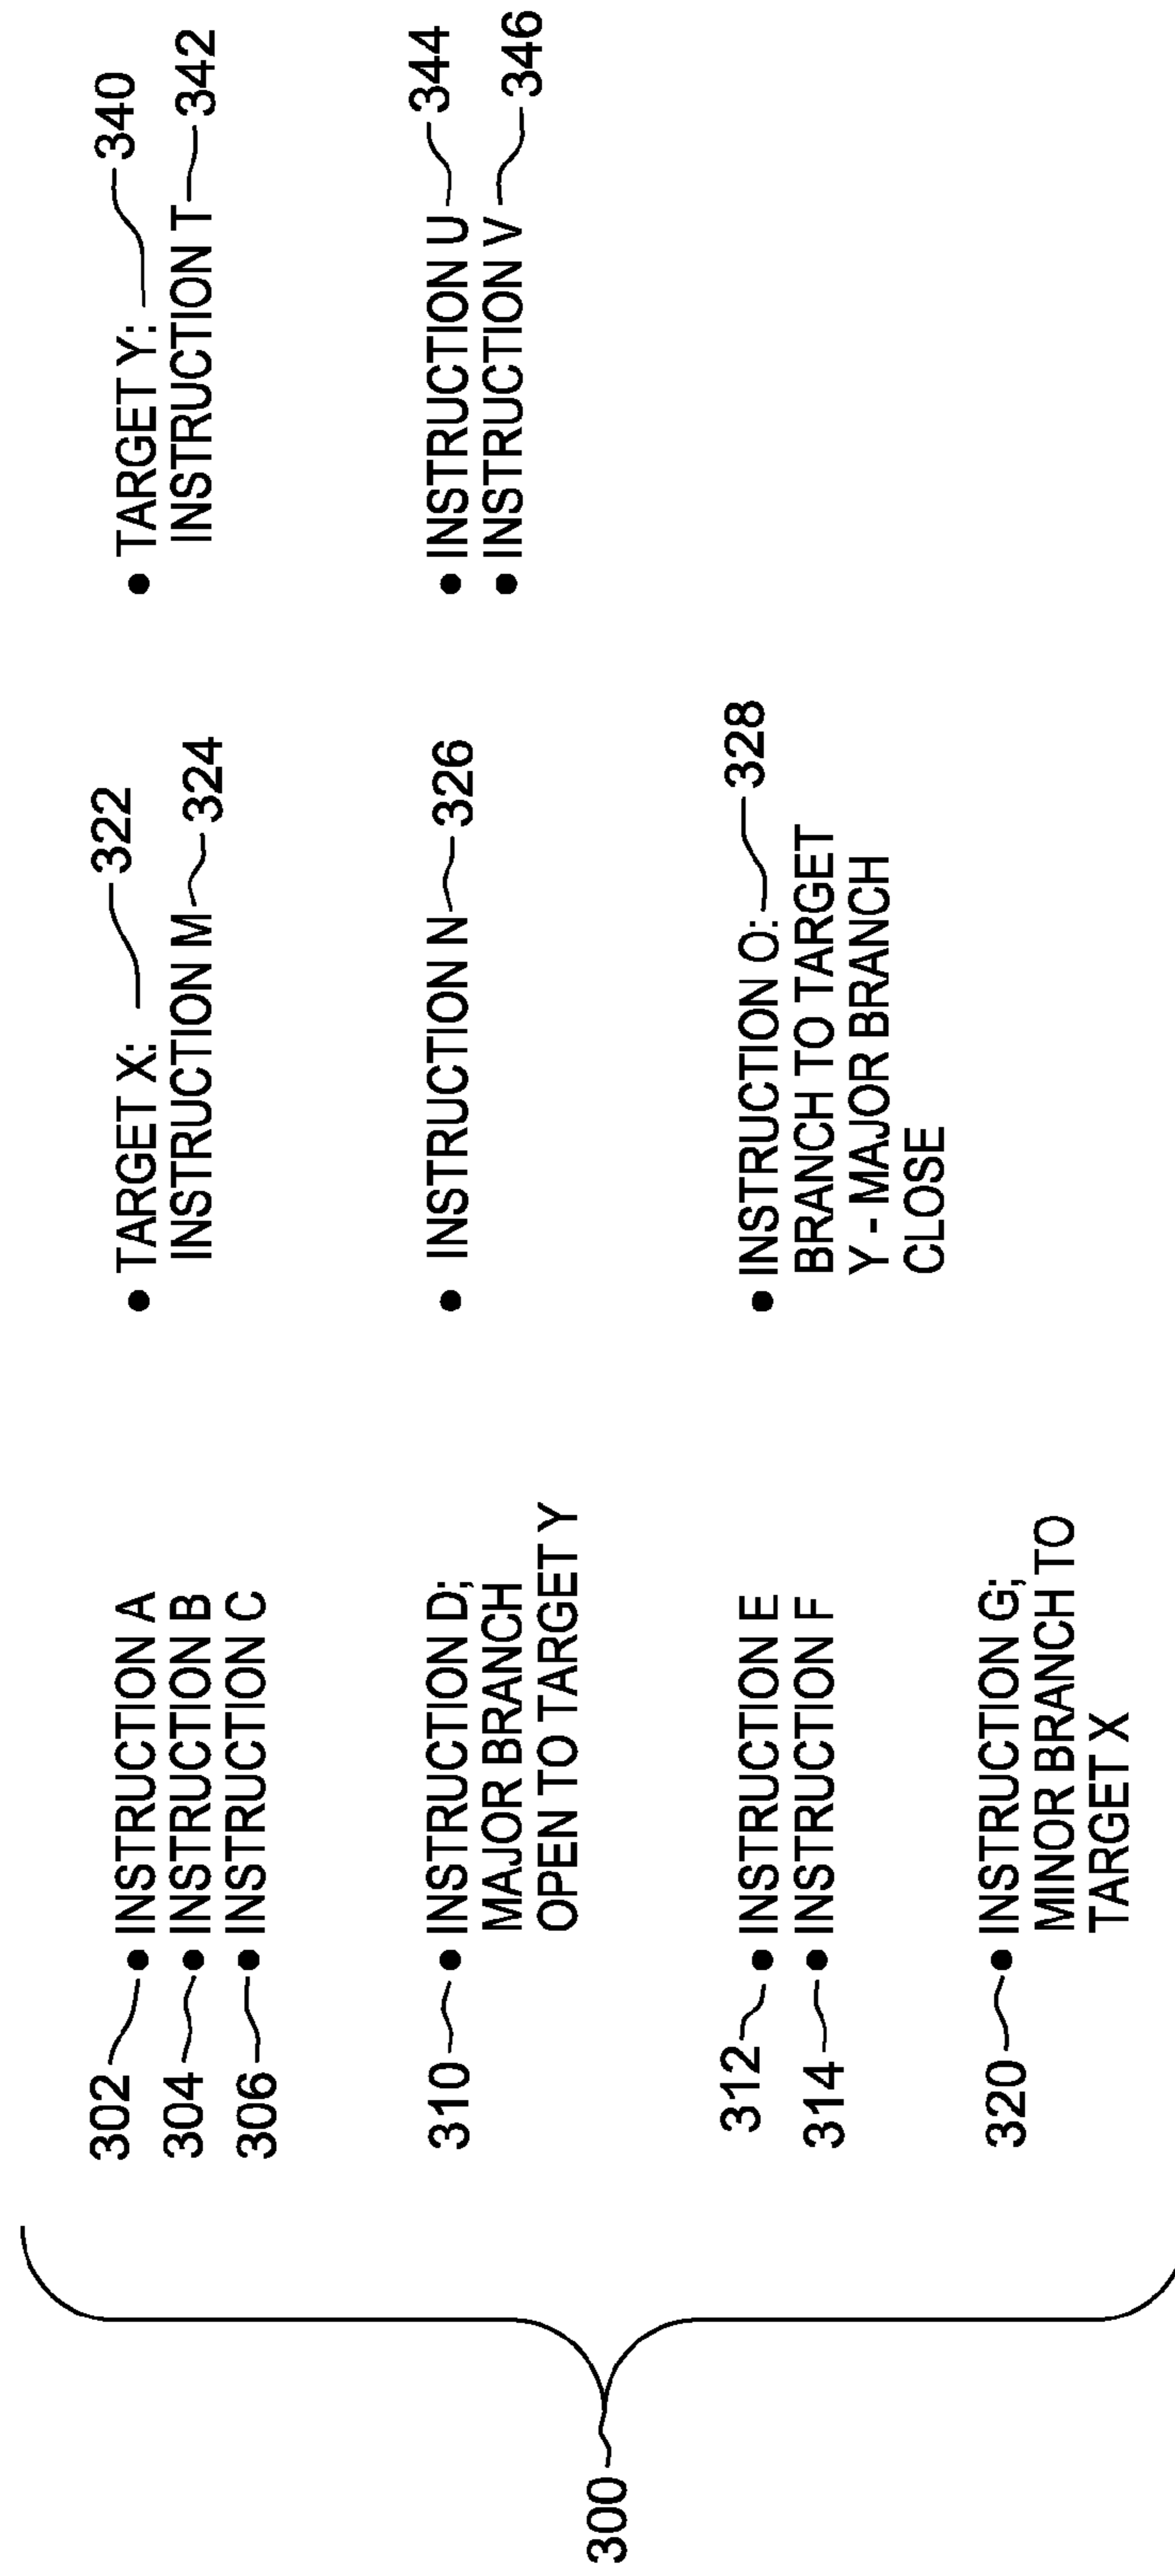 300
302
• INSTRUCTION A
304
• INSTRUCTION B
306
• INSTRUCTION C
310
• INSTRUCTION D;
MAJOR BRANCH
OPEN TO TARGET Y
312
• INSTRUCTION E
314
• INSTRUCTION F
320
• INSTRUCTION G;
MINOR BRANCH TO
TARGET X
• TARGET X:
322
INSTRUCTION M
324
• INSTRUCTION N
326
• INSTRUCTION O:
328
BRANCH TO TARGET
Y - MAJOR BRANCH
CLOSE
• TARGET Y:
340
INSTRUCTION T
342
• INSTRUCTION U
344
• INSTRUCTION V
346